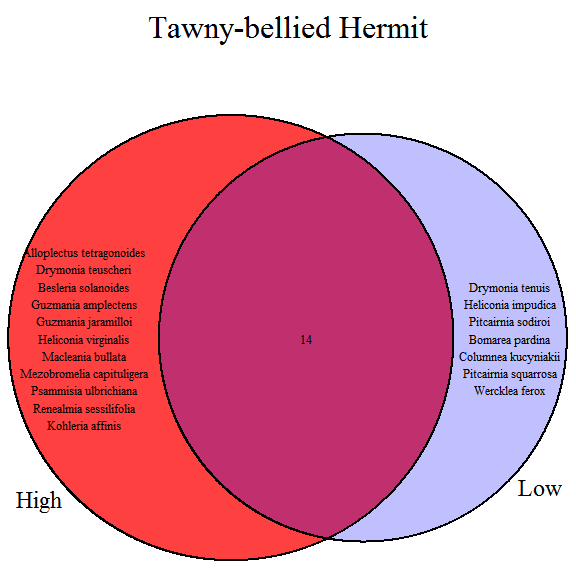 Tawny-bellied Hermit
Alloplectus tetragonoides
Drymonia teuscheri
Besleria solanoides
Guzmania amplectens
Guzmania jaramilloi
Heliconia virginalis
Macleania bullata
Mezobromelia capituligera
Psammisia ulbrichiana
Renealmia sessilifolia
Kohleria affinis
14
Drymonia tenuis
Heliconia impudica
Pitcairnia sodiroi
Bomarea pardina
Columnea kucyniakii
Pitcairnia squarrosa
Wercklea ferox
High
Low